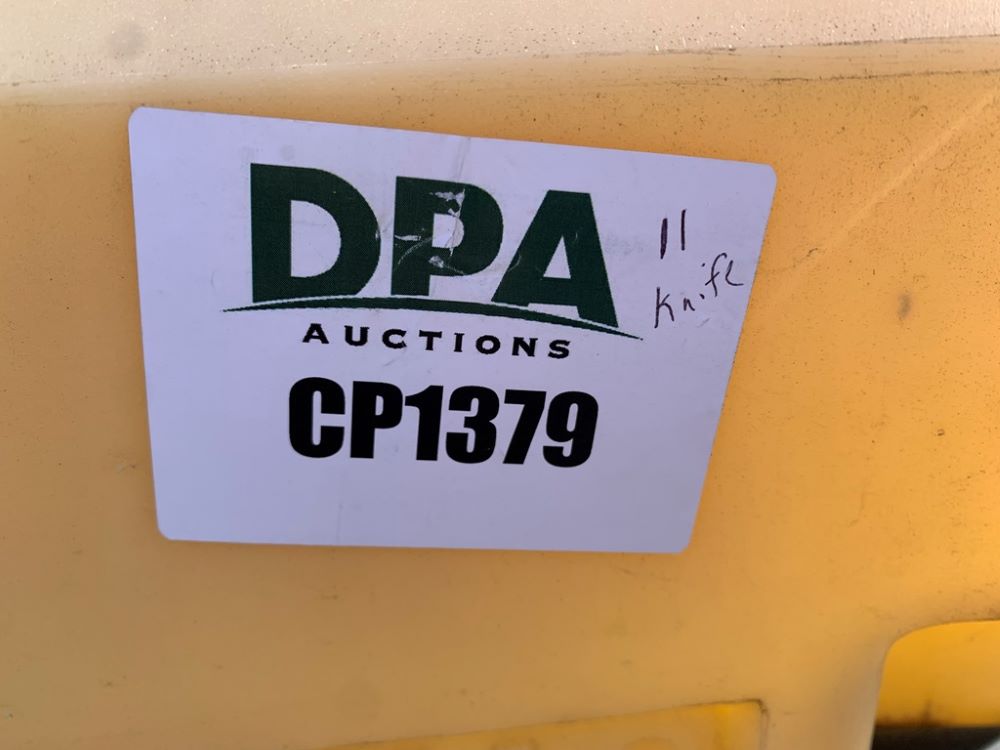 DPA
AUCTIONS
11
Knife
CP1379